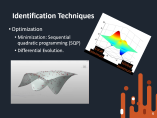 Identification Techniques
• Optimization
• Minimization: Sequential
quadratic programming (SQP)
• Differential Evolution.